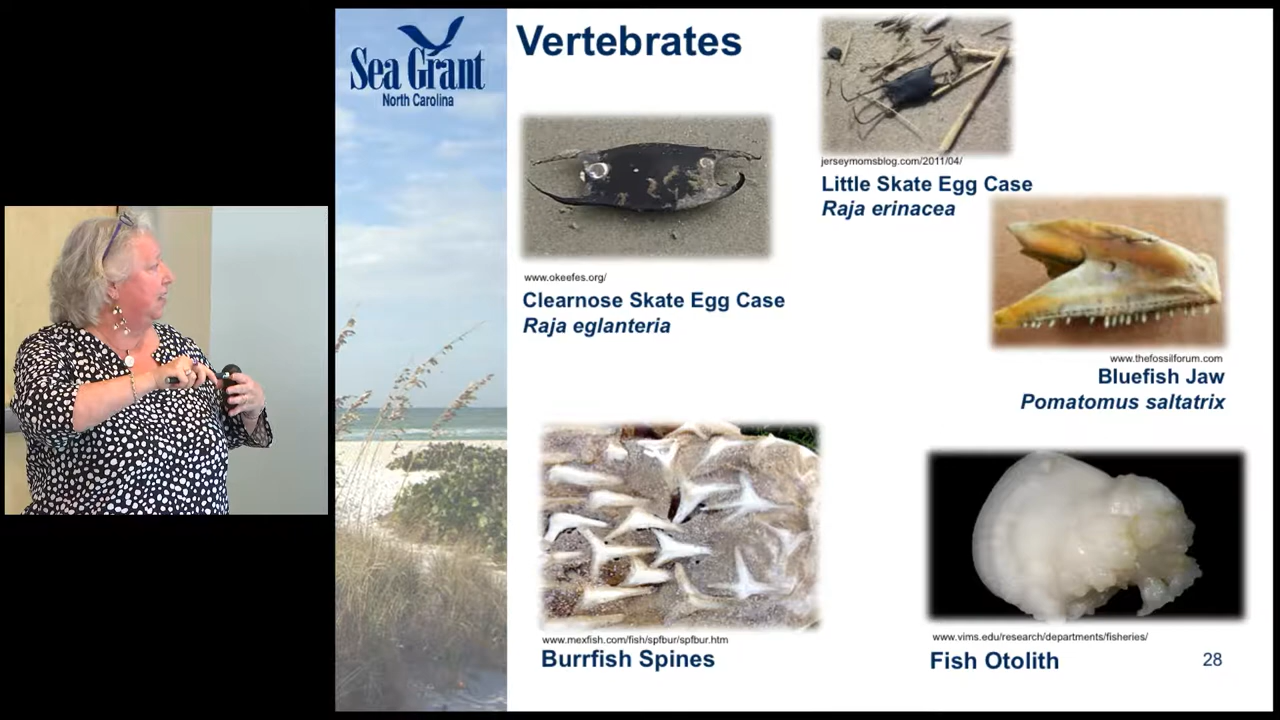 Sea Grant
North Carolina
Vertebrates
jerseymomsblog.com/2011/04/
Little Skate Egg Case
Raja erinacea
www.okeefes.org/
Clearnose Skate Egg Case
Raja eglanteria
www.thefossilforum.com
Bluefish Jaw
Pomatomus saltatrix
www.mexfish.com/fish/spfbur/spfbur.htm
Burrfish Spines
www.vims.edu/research/departments/fisheries/
Fish Otolith
28